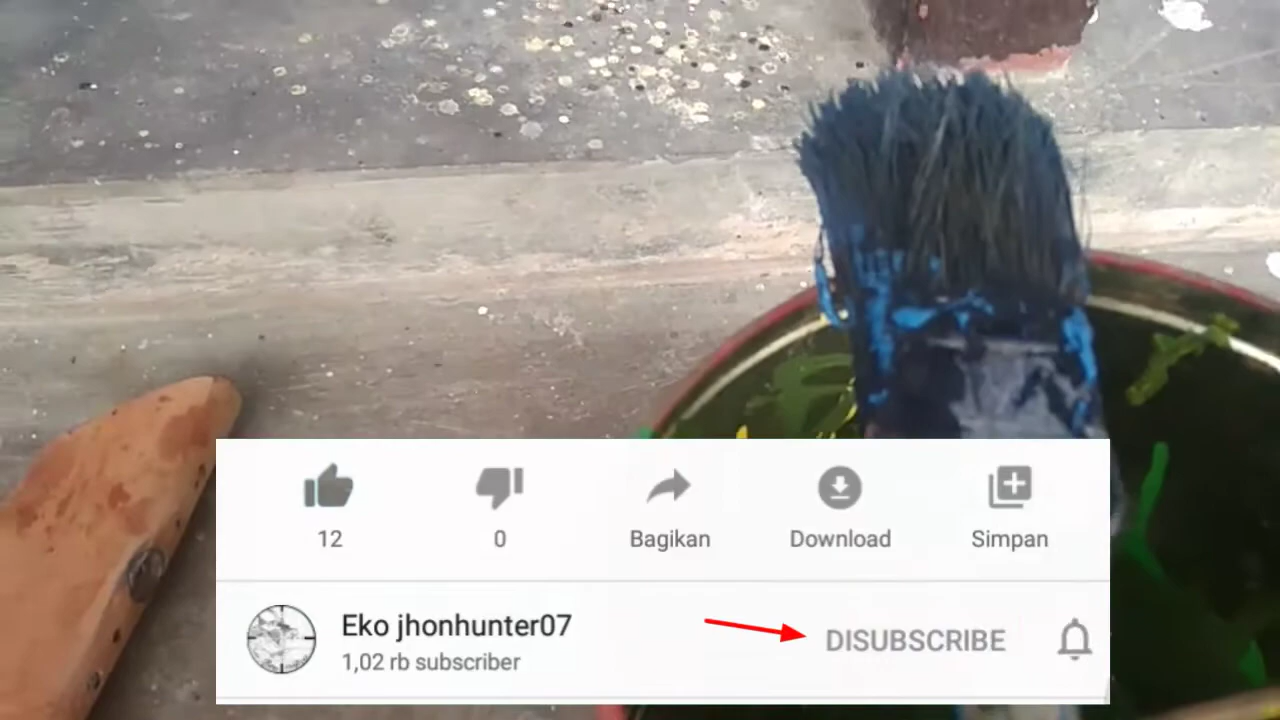 12
0
Bagikan
Download
Simpan
Eko jhonhunter07
DISUBSCRIBE
1,02 rb subscriber